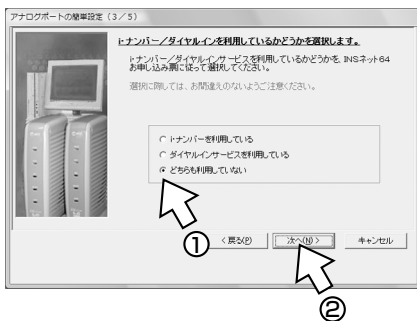 アナログポートの簡単設定(3/5)
i・ナンバー/ダイヤルインを利用しているかどうかを選択します。
i・ナンバー/ダイヤルインサービスを利用しているかどうかを、INSネット64
お申し込み票に従って選択してください。
選択に際しては、お間違えのないようご注意ください。
i・ナンバーを利用している
ダイヤルインサービスを利用している
どちらも利用していない
①
< 戻る(P)
次へ(N) >
キャンセル
②